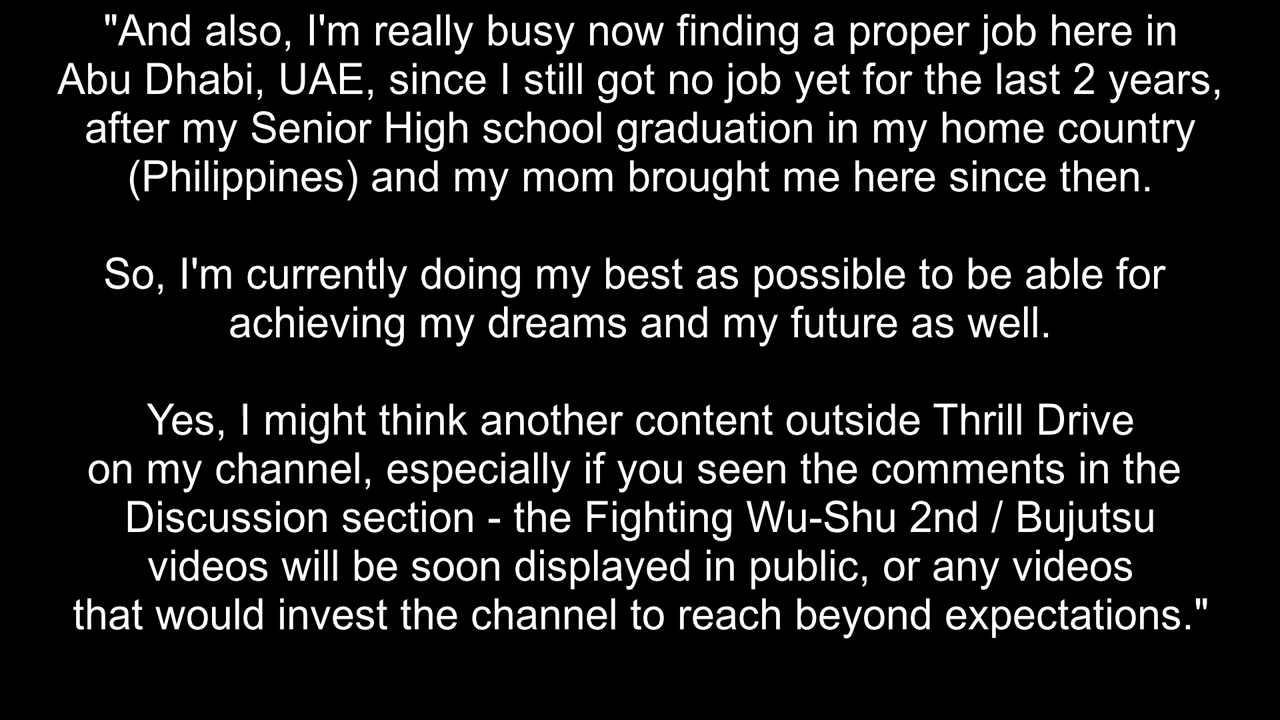 "And also, I'm really busy now finding a proper job here in
Abu Dhabi, UAE, since I still got no job yet for the last 2 years,
after my Senior High school graduation in my home country
(Philippines) and my mom brought me here since then.
So, I'm currently doing my best as possible to be able for
achieving my dreams and my future as well.
Yes, I might think another content outside Thrill Drive
on my channel, especially if you seen the comments in the
Discussion section - the Fighting Wu-Shu 2nd / Bujutsu
videos will be soon displayed in public, or any videos
that would invest the channel to reach beyond expectations."